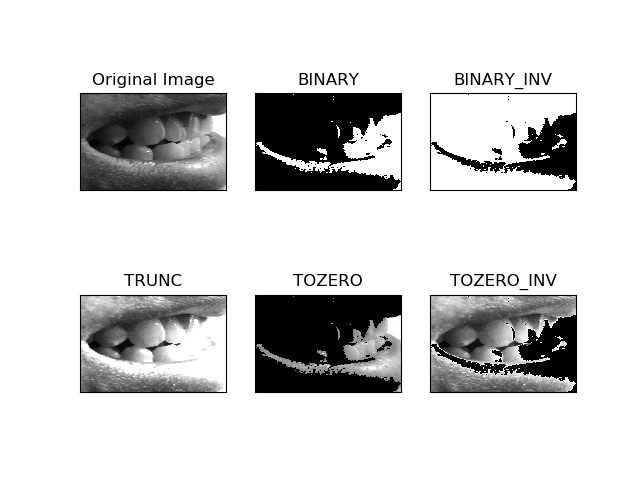 Original Image
BINARY
BINARY_INV
TRUNC
TOZERO
TOZERO_INV